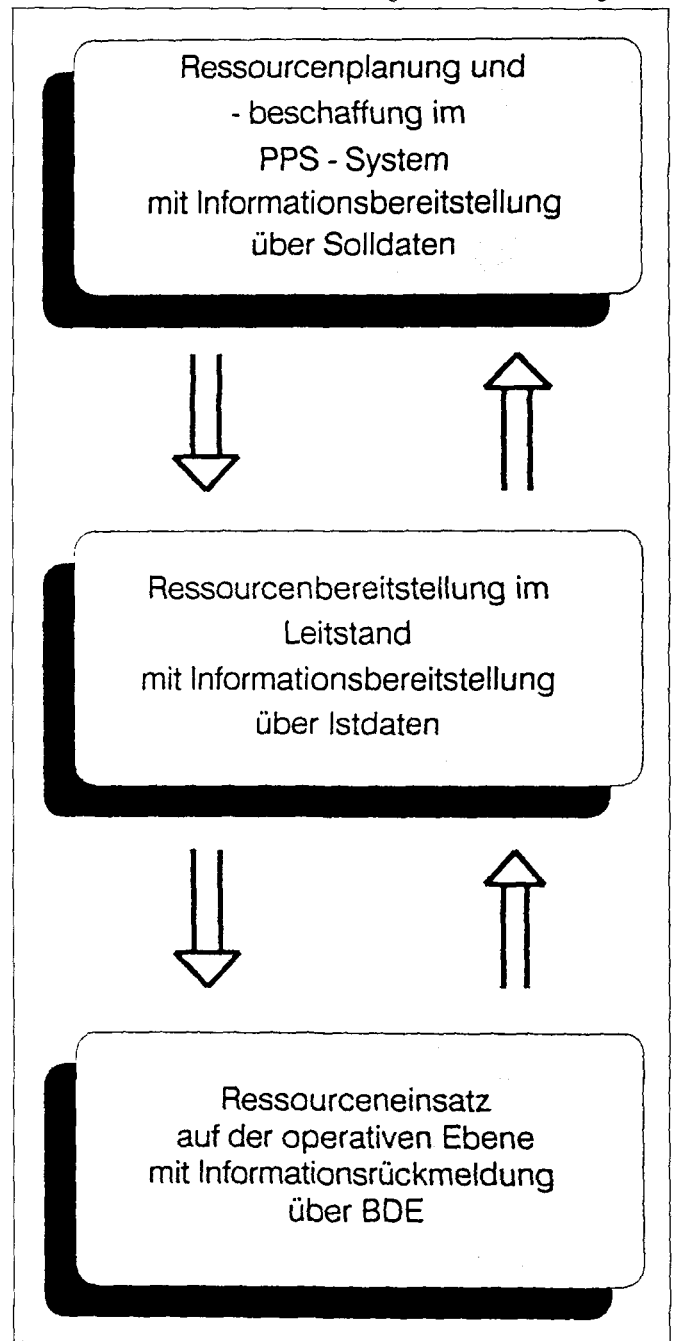 Ressourcenplanung und
- beschaffung im
PPS - System
mit Informationsbereitstellung
über Solldaten
Ressourcenbereitstellung im
Leitstand
mit Informationsbereitstellung
über Istdaten
Ressourceneinsatz
auf der operativen Ebene
mit Informationsrückmeldung
über BDE